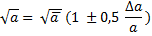 √a = √a̅ (1 ±0,5 Δa/a)